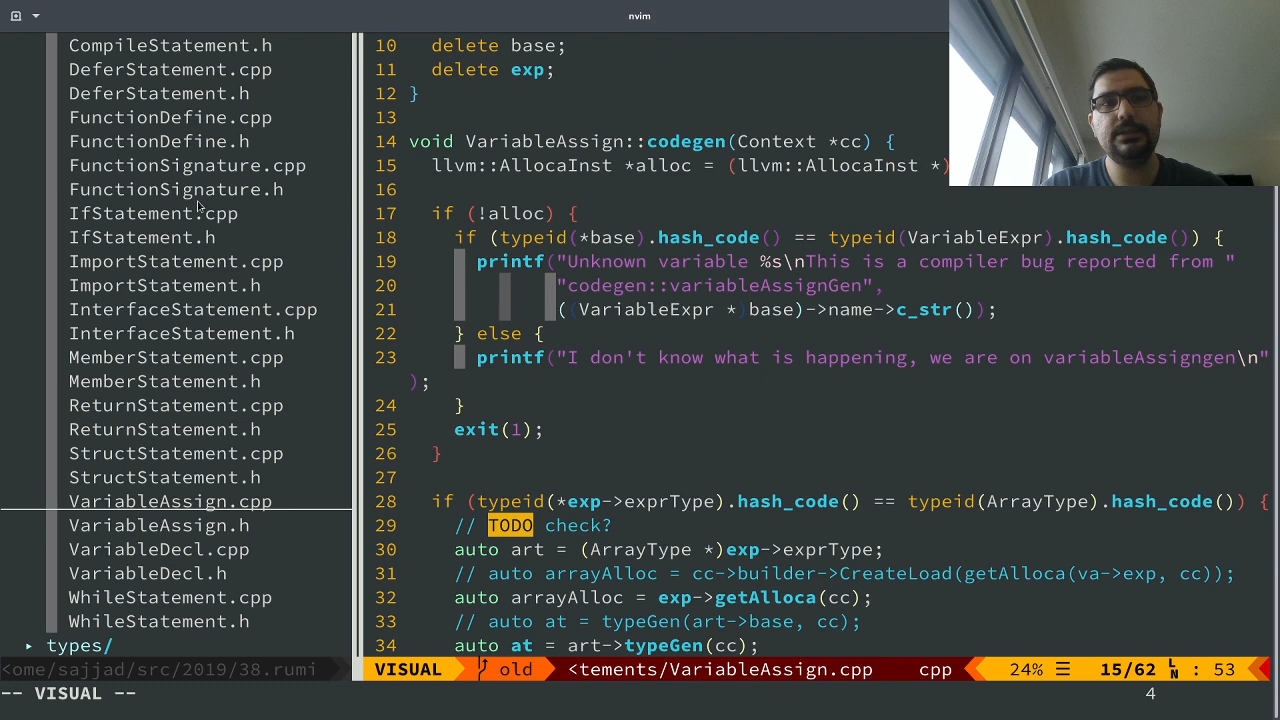 nvim
CompileStatement.h
DeferStatement.cpp
DeferStatement.h
FunctionDefine.cpp
FunctionDefine.h
FunctionSignature.cpp
FunctionSignature.h
IfStatement.cpp
IfStatement.h
ImportStatement.cpp
ImportStatement.h
InterfaceStatement.cpp
InterfaceStatement.h
MemberStatement.cpp
MemberStatement.h
ReturnStatement.cpp
ReturnStatement.h
StructStatement.cpp
StructStatement.h
VariableAssign.cpp
VariableAssign.h
VariableDecl.cpp
VariableDecl.h
WhileStatement.cpp
WhileStatement.h
▸ types/
<ome/sajjad/src/2019/38.rumi
10 delete base;
11 delete exp;
12 }
13
14 void VariableAssign::codegen(Context *cc) {
15 llvm::AllocaInst *alloc = (llvm::AllocaInst *)
16
17 if (!alloc) {
18 if (typeid(*base).hash_code() == typeid(VariableExpr).hash_code()) {
19 printf("Unknown variable %s\nThis is a compiler bug reported from "
20 "codegen::variableAssignGen",
21 ((VariableExpr *)base)->name->c_str());
22 } else {
23 printf("I don't know what is happening, we are on variableAssigngen\n"
);
24 }
25 exit(1);
26 }
27
28 if (typeid(*exp->exprType).hash_code() == typeid(ArrayType).hash_code()) {
29 // TODO check?
30 auto art = (ArrayType *)exp->exprType;
31 // auto arrayAlloc = cc->builder->CreateLoad(getAlloca(va->exp, cc));
32 auto arrayAlloc = exp->getAlloca(cc);
33 // auto at = typeGen(art->base, cc);
34 auto at = art->typeGen(cc);
VISUAL old <tements/VariableAssign.cpp cpp 24% ☰ 15/62 LN : 53
-- VISUAL -- 4